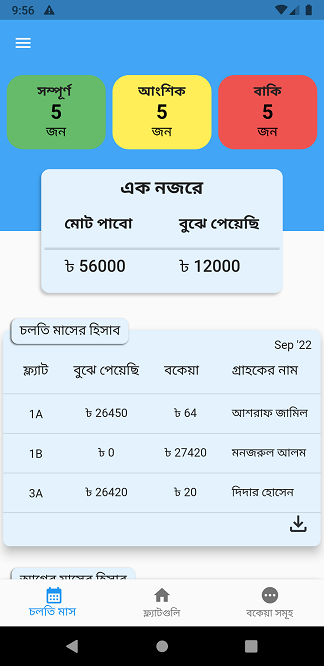 9:56
সম্পূর্ণ আংশিক বাকি
5 5 5
জন জন জন
এক নজরে
মোট পাবো বুঝে পেয়েছি
৳ 56000 ৳ 12000
চলতি মাসের হিসাব
Sep '22
ফ্ল্যাট বুঝে পেয়েছি বকেয়া গ্রাহকের নাম
1A ৳ 26450 ৳ 64 আশরাফ জামিল
1B ৳ 0 ৳ 27420 মনজরুল আলম
3A ৳ 26420 ৳ 20 দিদার হোসেন
আগের মাসের হিসাব
চলতি মাস ফ্ল্যাটগুলি বকেয়া সমূহ